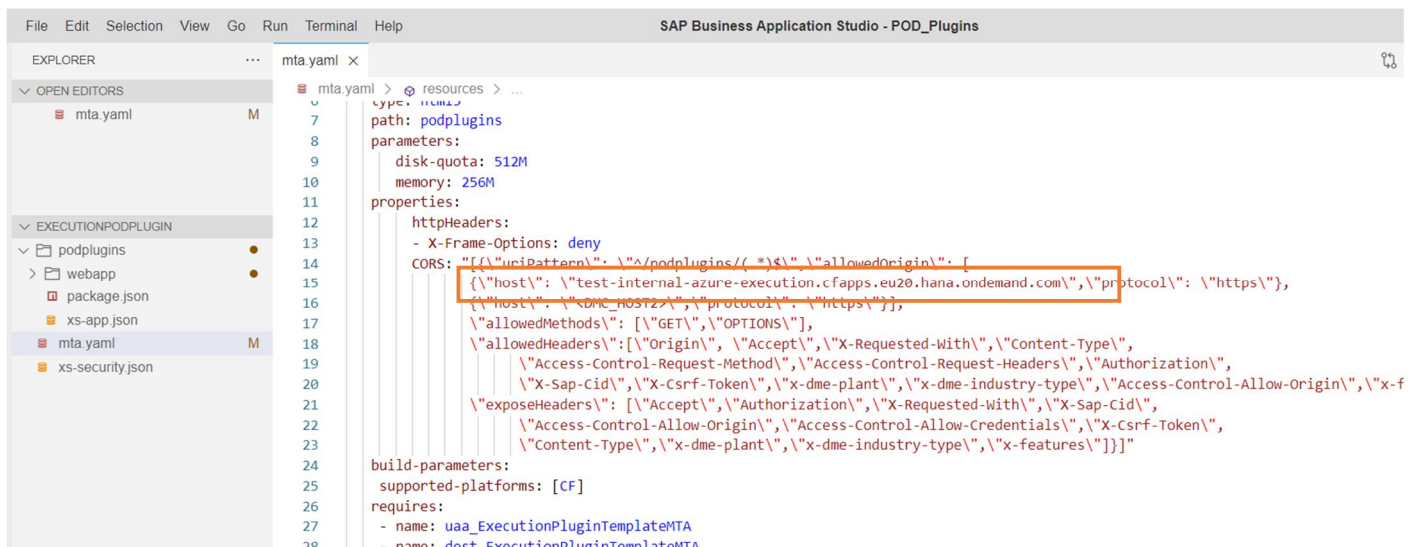 File Edit Selection View Go Run Terminal Help SAP Business Application Studio - POD_Plugins
EXPLORER ···
OPEN EDITORS
mta.yaml M
EXECUTIONPODPLUGIN
podplugins
webapp
package.json
xs-app.json
mta.yaml M
xs-security.json
mta.yaml ×
mta.yaml > resources > ...
6 type: html5
7 path: podplugins
8 parameters:
9 disk-quota: 512M
10 memory: 256M
11 properties:
12 httpHeaders:
13 - X-Frame-Options: deny
14 CORS: "[{\"uriPattern\": \"^/podplugins/(.*)$\",\"allowedOrigin\": [
15 {\"host\": \"test-internal-azure-execution.cfapps.eu20.hana.ondemand.com\",\"protocol\": \"https\"},
16 {\"host\": \"<DMC_HOST2>\",\"protocol\": \"https\"}],
17 \"allowedMethods\": [\"GET\",\"OPTIONS\"],
18 \"allowedHeaders\":[\"Origin\", \"Accept\",\"X-Requested-With\",\"Content-Type\",
19 \"Access-Control-Request-Method\",\"Access-Control-Request-Headers\",\"Authorization\",
20 \"X-Sap-Cid\",\"X-Csrf-Token\",\"x-dme-plant\",\"x-dme-industry-type\",\"Access-Control-Allow-Origin\",\"x-f
21 \"exposeHeaders\": [\"Accept\",\"Authorization\",\"X-Requested-With\",\"X-Sap-Cid\",
22 \"Access-Control-Allow-Origin\",\"Access-Control-Allow-Credentials\",\"X-Csrf-Token\",
23 \"Content-Type\",\"x-dme-plant\",\"x-dme-industry-type\",\"x-features\"]}]"
24 build-parameters:
25 supported-platforms: [CF]
26 requires:
27 - name: uaa_ExecutionPluginTemplateMTA
28 - name: dest_ExecutionPluginTemplateMTA